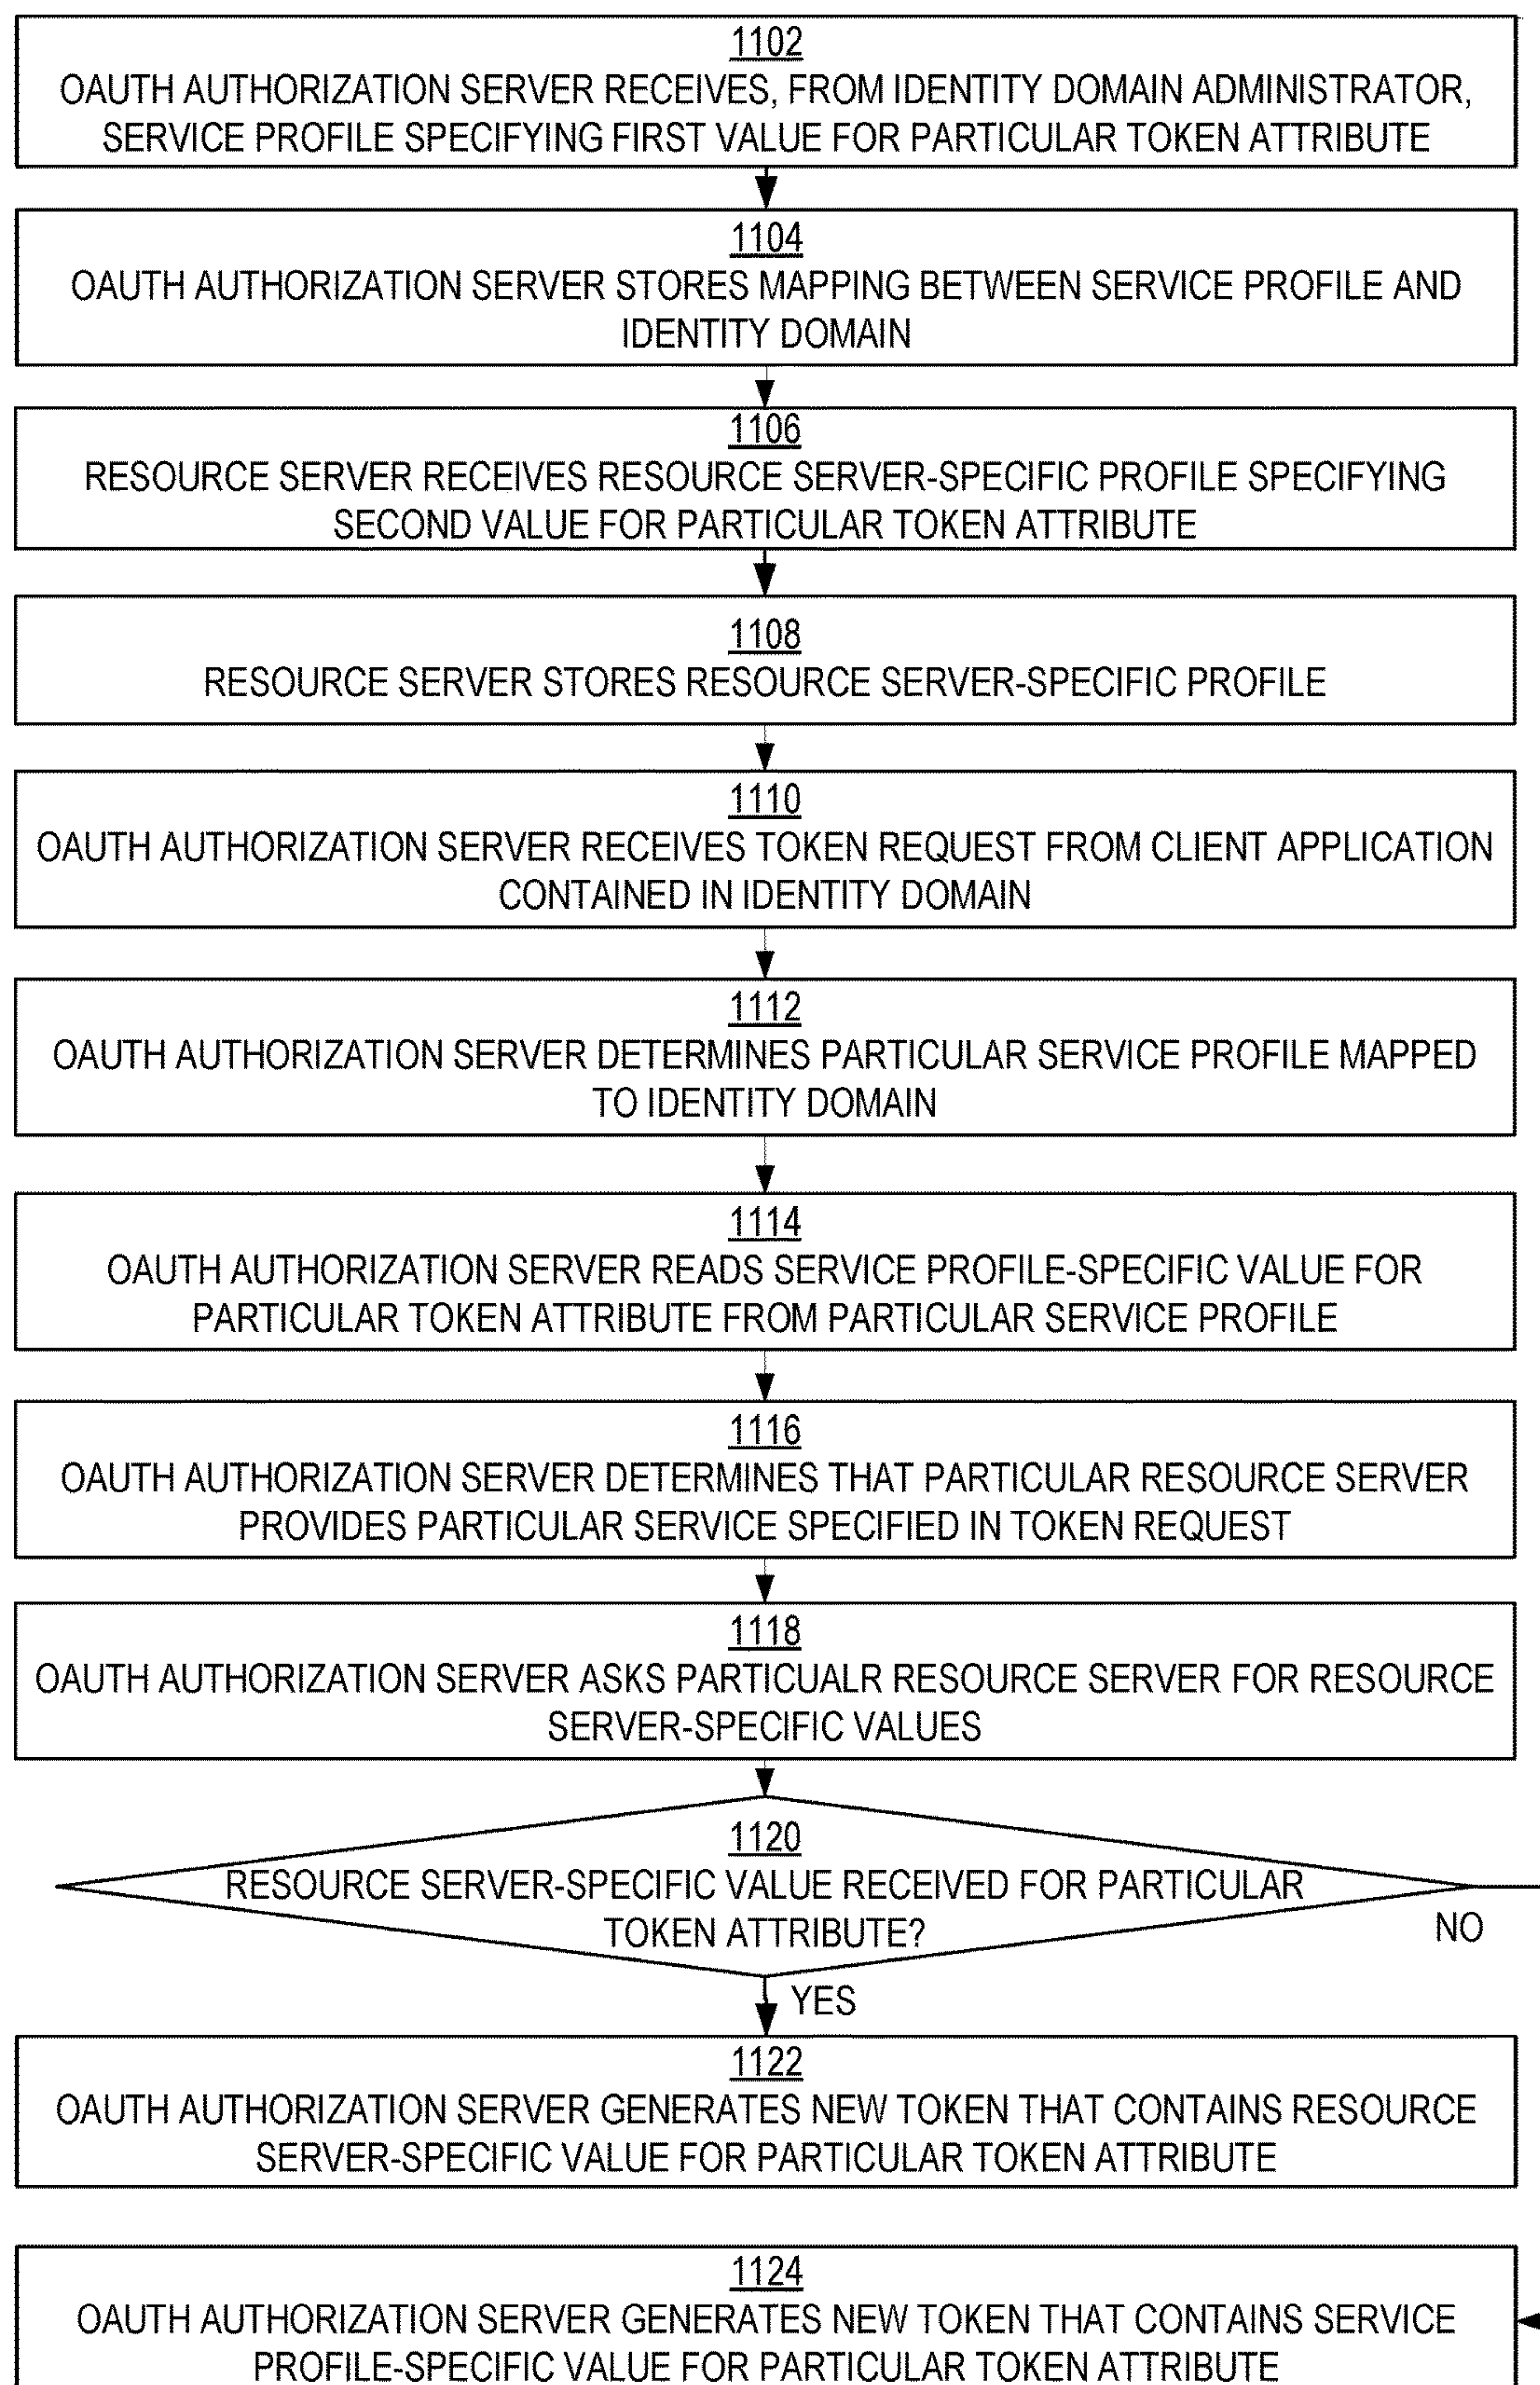 1102
OAUTH AUTHORIZATION SERVER RECEIVES, FROM IDENTITY DOMAIN ADMINISTRATOR,
SERVICE PROFILE SPECIFYING FIRST VALUE FOR PARTICULAR TOKEN ATTRIBUTE
1104
OAUTH AUTHORIZATION SERVER STORES MAPPING BETWEEN SERVICE PROFILE AND
IDENTITY DOMAIN
1106
RESOURCE SERVER RECEIVES RESOURCE SERVER-SPECIFIC PROFILE SPECIFYING
SECOND VALUE FOR PARTICULAR TOKEN ATTRIBUTE
1108
RESOURCE SERVER STORES RESOURCE SERVER-SPECIFIC PROFILE
1110
OAUTH AUTHORIZATION SERVER RECEIVES TOKEN REQUEST FROM CLIENT APPLICATION
CONTAINED IN IDENTITY DOMAIN
1112
OAUTH AUTHORIZATION SERVER DETERMINES PARTICULAR SERVICE PROFILE MAPPED
TO IDENTITY DOMAIN
1114
OAUTH AUTHORIZATION SERVER READS SERVICE PROFILE-SPECIFIC VALUE FOR
PARTICULAR TOKEN ATTRIBUTE FROM PARTICULAR SERVICE PROFILE
1116
OAUTH AUTHORIZATION SERVER DETERMINES THAT PARTICULAR RESOURCE SERVER
PROVIDES PARTICULAR SERVICE SPECIFIED IN TOKEN REQUEST
1118
OAUTH AUTHORIZATION SERVER ASKS PARTICUALR RESOURCE SERVER FOR RESOURCE
SERVER-SPECIFIC VALUES
1120
RESOURCE SERVER-SPECIFIC VALUE RECEIVED FOR PARTICULAR
TOKEN ATTRIBUTE?
NO
YES
1122
OAUTH AUTHORIZATION SERVER GENERATES NEW TOKEN THAT CONTAINS RESOURCE
SERVER-SPECIFIC VALUE FOR PARTICULAR TOKEN ATTRIBUTE
1124
OAUTH AUTHORIZATION SERVER GENERATES NEW TOKEN THAT CONTAINS SERVICE
PROFILE-SPECIFIC VALUE FOR PARTICULAR TOKEN ATTRIBUTE